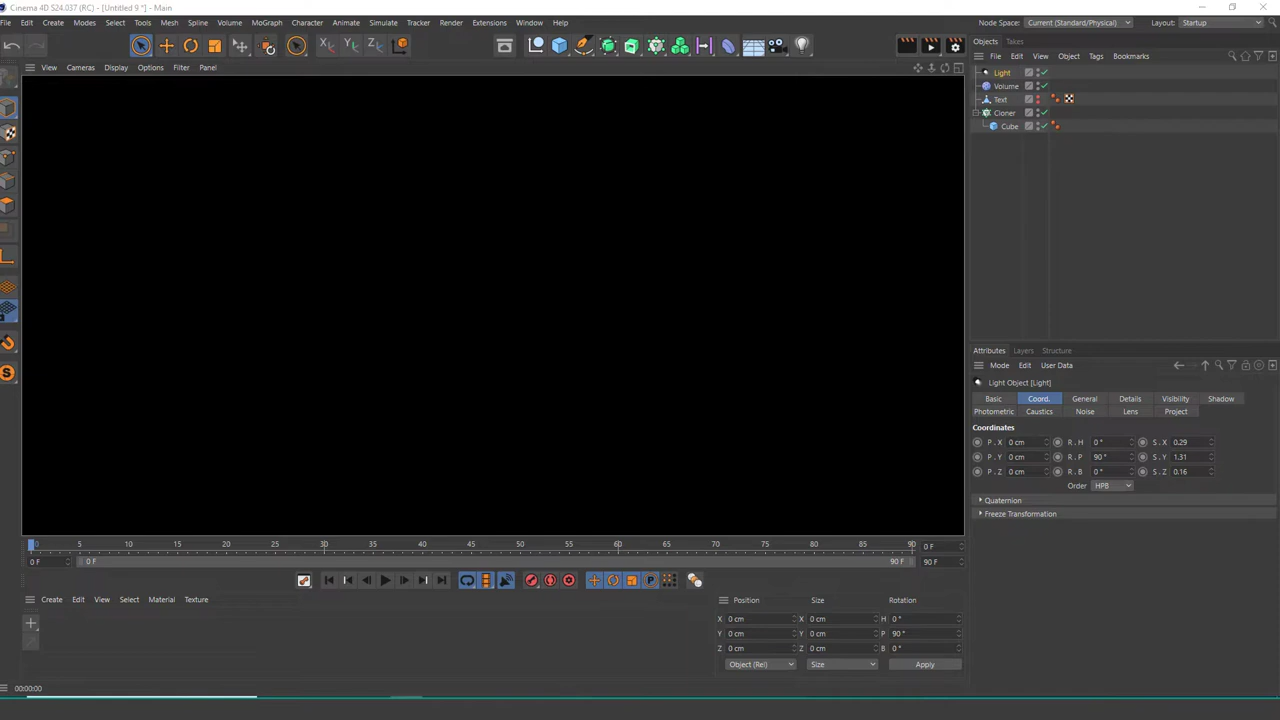 Cinema 4D S24.037 (RC) - [Untitled 9 *] - Main
File Edit Create Modes Select Tools Mesh Spline Volume MoGraph Character Animate Simulate Tracker Render Extensions Window Help Node Space: Current (Standard/Physical) Layout: Startup
View Cameras Display Options Filter Panel
Objects Takes
File Edit View Object Tags Bookmarks
Light
Volume
Text
Cloner
Cube
Attributes Layers Structure
Mode Edit User Data
Light Object [Light]
Basic Coord. General Details Visibility Shadow
Photometric Caustics Noise Lens Project
Coordinates
P . X 0 cm R . H 0 ° S . X 0.29
P . Y 0 cm R . P 90 ° S . Y 1.31
P . Z 0 cm R . B 0 ° S . Z 0.16
Order HPB
Quaternion
Freeze Transformation
0 5 10 15 20 25 30 35 40 45 50 55 60 65 70 75 80 85 90 0 F
0 F 0 F 90 F 90 F
Create Edit View Select Material Texture
Position Size Rotation
X 0 cm X 0 cm H 0 °
Y 0 cm Y 0 cm P 90 °
Z 0 cm Z 0 cm B 0 °
Object (Rel) Size Apply
00:00:00